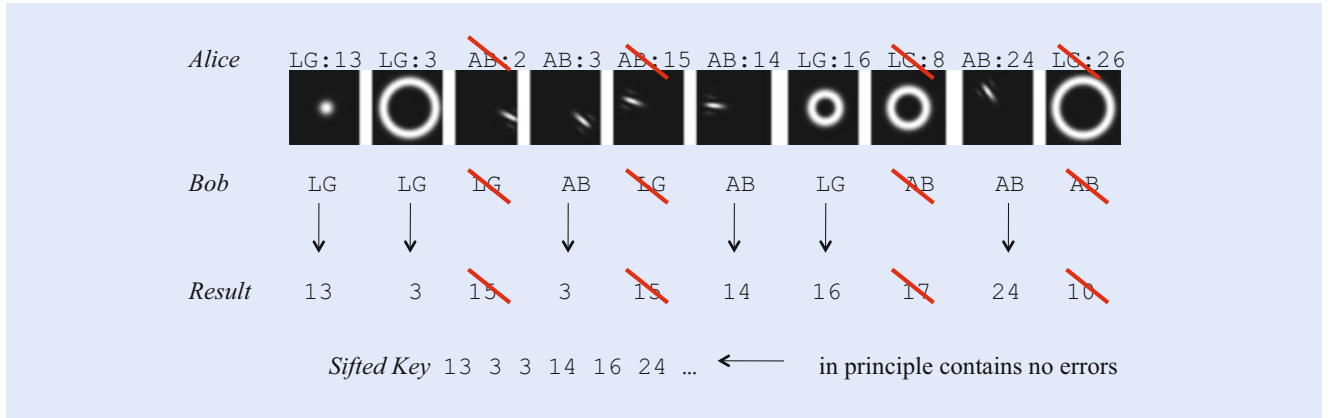 Alice LG:13 LG:3 AB:2 AB:3 AB:15 AB:14 LG:16 LG:8 AB:24 LG:26
Bob LG LG LG AB LG AB LG AB AB AB
Result 13 3 15 3 15 14 16 17 24 10
Sifted Key 13 3 3 14 16 24 … in principle contains no errors